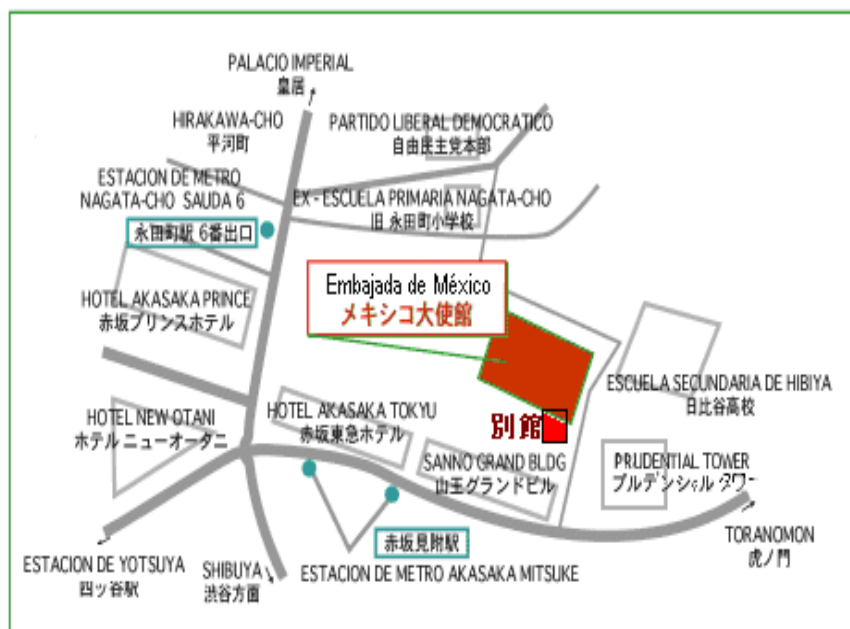 PALACIO IMPERIAL
皇居
HIRAKAWA-CHO
平河町
PARTIDO LIBERAL DEMOCRATICO
自由民主党本部
ESTACION DE METRO
NAGATA-CHO SAUDA 6
永田町駅 6番出口
EX - ESCUELA PRIMARIA NAGATA-CHO
旧 永田町小学校
Embajada de México
メキシコ大使館
HOTEL AKASAKA PRINCE
赤坂プリンスホテル
ESCUELA SECUNDARIA DE HIBIYA
日比谷高校
HOTEL NEW OTANI
ホテル ニューオータニ
HOTEL AKASAKA TOKYU
赤坂東急ホテル
別館
SANNO GRAND BLDG
山王グランドビル
PRUDENTIAL TOWER
プルデンシャル タワー
赤坂見附駅
ESTACION DE METRO AKASAKA MITSUKE
TORANOMON
虎ノ門
ESTACION DE YOTSUYA
四ッ谷駅
SHIBUYA
渋谷方面